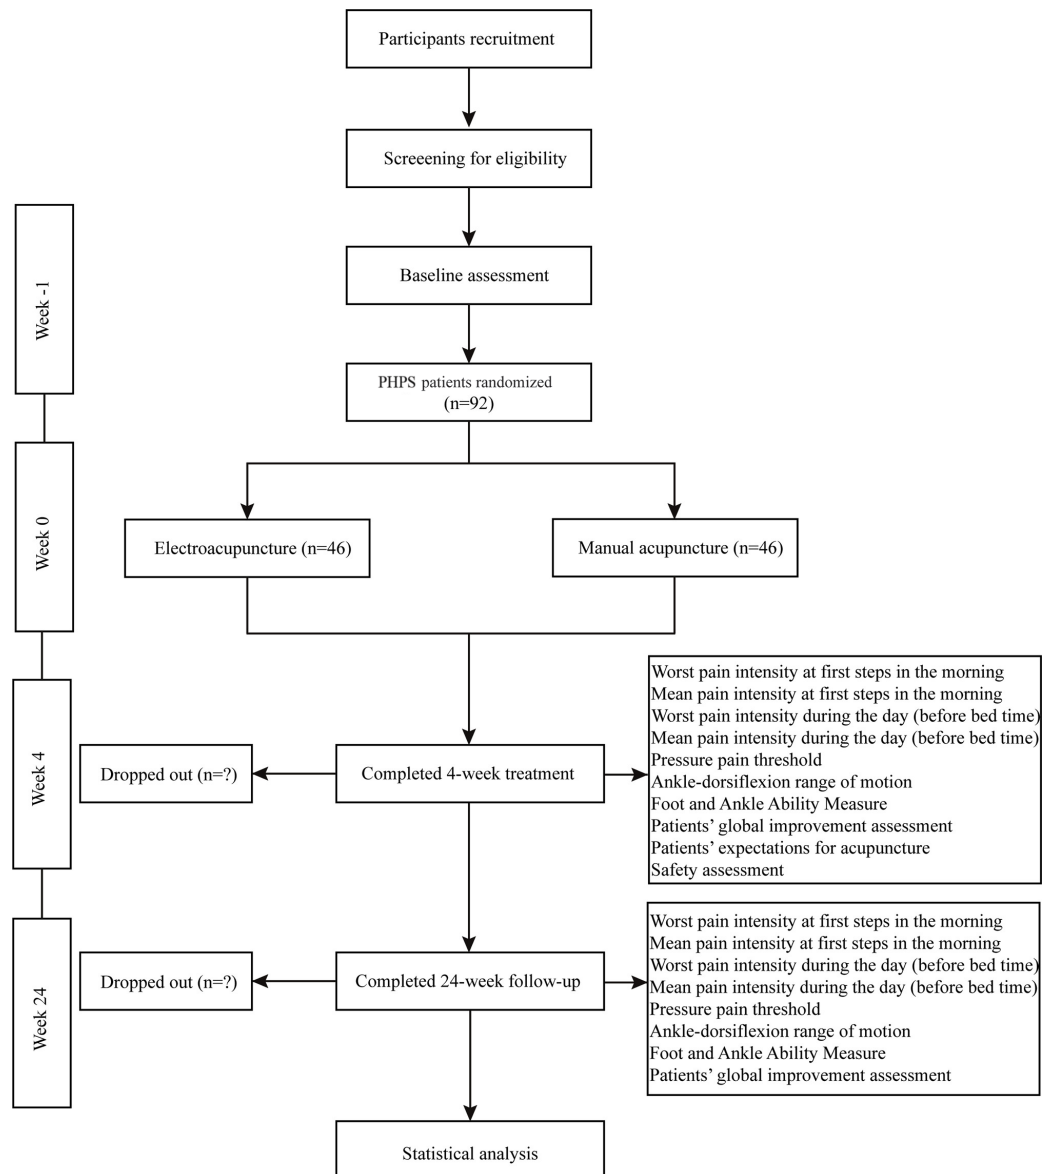 Participants recruitment
Screeening for eligibility
Week -1
Baseline assessment
PHPS patients randomized
(n=92)
Week 0
Electroacupuncture (n=46)
Manual acupuncture (n=46)
Week 4
Dropped out (n=?)
Completed 4-week treatment
Worst pain intensity at first steps in the morning
Mean pain intensity at first steps in the morning
Worst pain intensity during the day (before bed time)
Mean pain intensity during the day (before bed time)
Pressure pain threshold
Ankle-dorsiflexion range of motion
Foot and Ankle Ability Measure
Patients’ global improvement assessment
Patients’ expectations for acupuncture
Safety assessment
Week 24
Dropped out (n=?)
Completed 24-week follow-up
Worst pain intensity at first steps in the morning
Mean pain intensity at first steps in the morning
Worst pain intensity during the day (before bed time)
Mean pain intensity during the day (before bed time)
Pressure pain threshold
Ankle-dorsiflexion range of motion
Foot and Ankle Ability Measure
Patients’ global improvement assessment
Statistical analysis